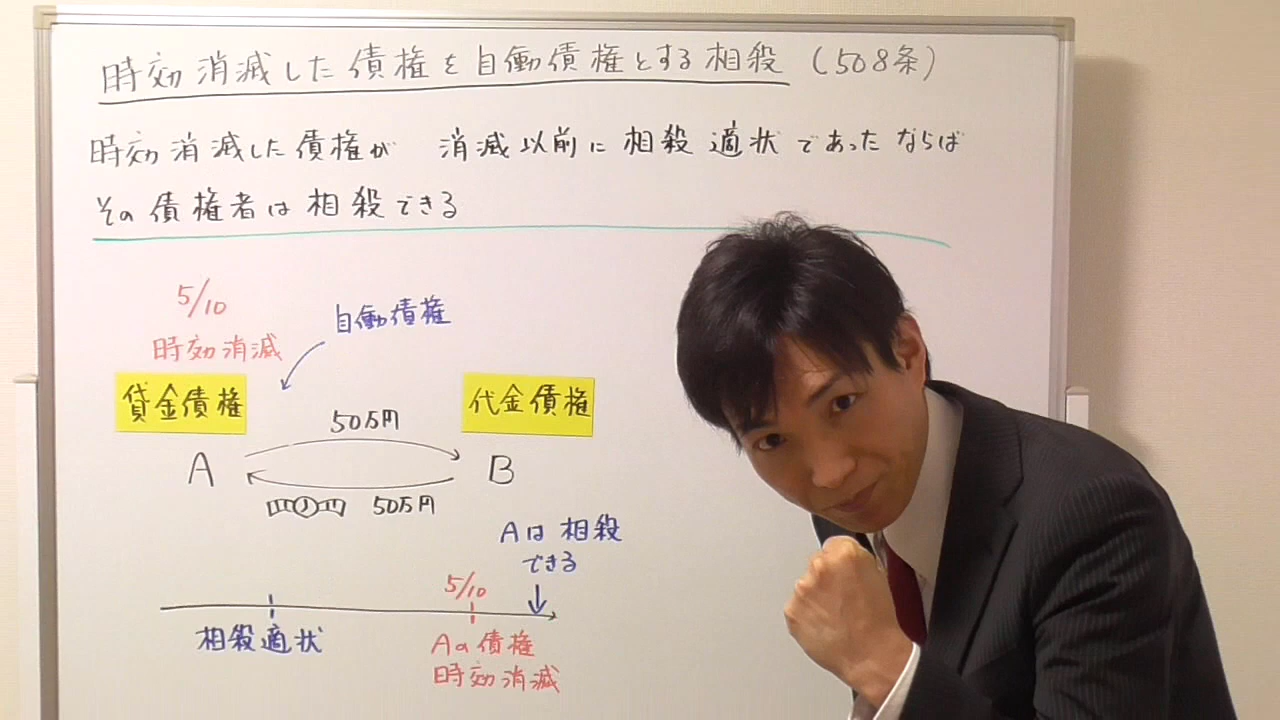 時効消滅した債権を自働債権とする相殺 (508条)
時効消滅した債権が 消滅以前に相殺適状であったならば
その債権者は相殺できる
5/10
時効消滅
自働債権
貸金債権
代金債権
50万円
A
B
50万円
Aは相殺
できる
5/10
相殺適状
Aの債権
時効消滅